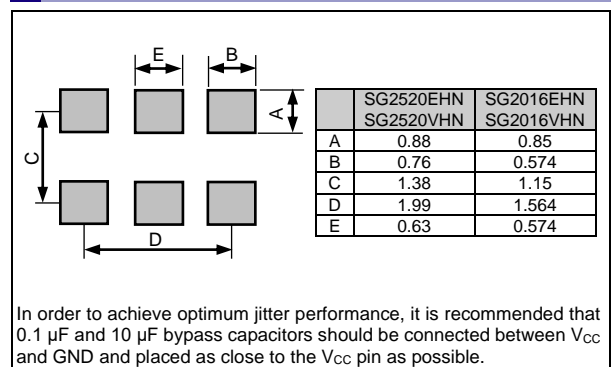 E B
A
C
D
SG2520EHN SG2016EHN
SG2520VHN SG2016VHN
A 0.88 0.85
B 0.76 0.574
C 1.38 1.15
D 1.99 1.564
E 0.63 0.574
In order to achieve optimum jitter performance, it is recommended that
0.1 µF and 10 µF bypass capacitors should be connected between Vcc
and GND and placed as close to the Vcc pin as possible.